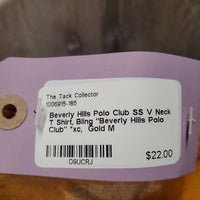 The Tack Collector
1006915-185
Beverly Hills Polo Club SS V Neck
T Shirt, Bling "Beverly Hills Polo
Club" *xc, Gold M
D9UCRJ
$22.00